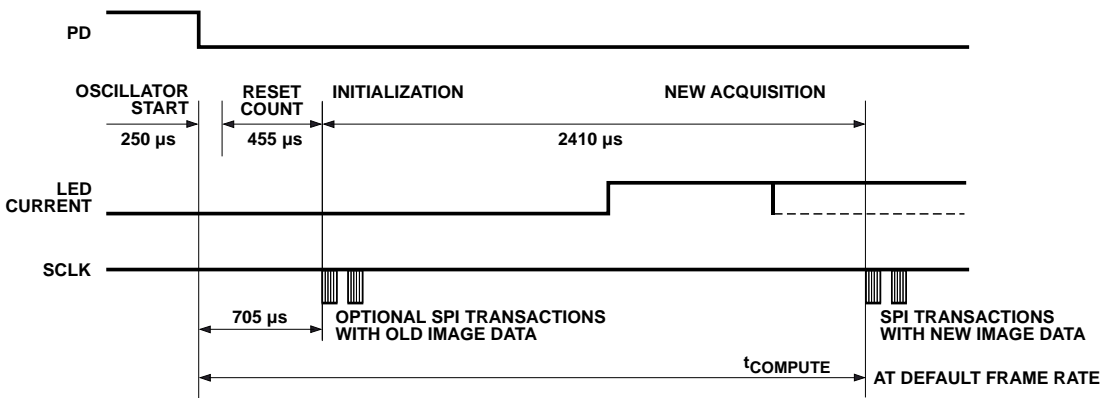 PD
OSCILLATOR
START
RESET
COUNT
INITIALIZATION
NEW ACQUISITION
250 µs
455 µs
2410 µs
LED
CURRENT
SCLK
705 µs
OPTIONAL SPI TRANSACTIONS
WITH OLD IMAGE DATA
SPI TRANSACTIONS
WITH NEW IMAGE DATA
tCOMPUTE
AT DEFAULT FRAME RATE